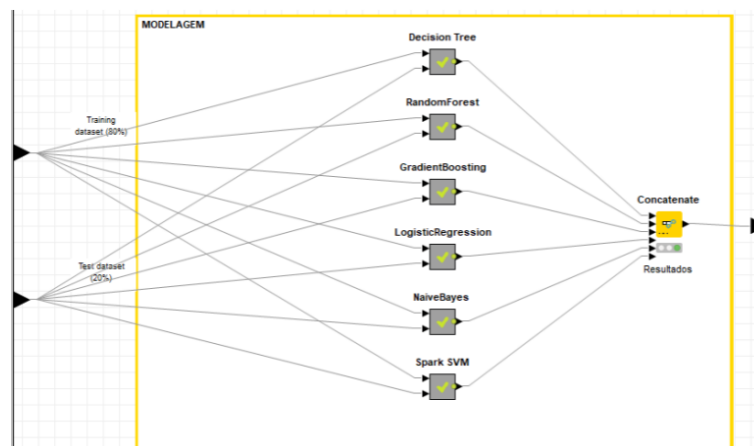 MODELAGEM
Decision Tree
Training
dataset (80%)
RandomForest
GradientBoosting
Concatenate
LogisticRegression
Test dataset
(20%)
Resultados
NaiveBayes
Spark SVM